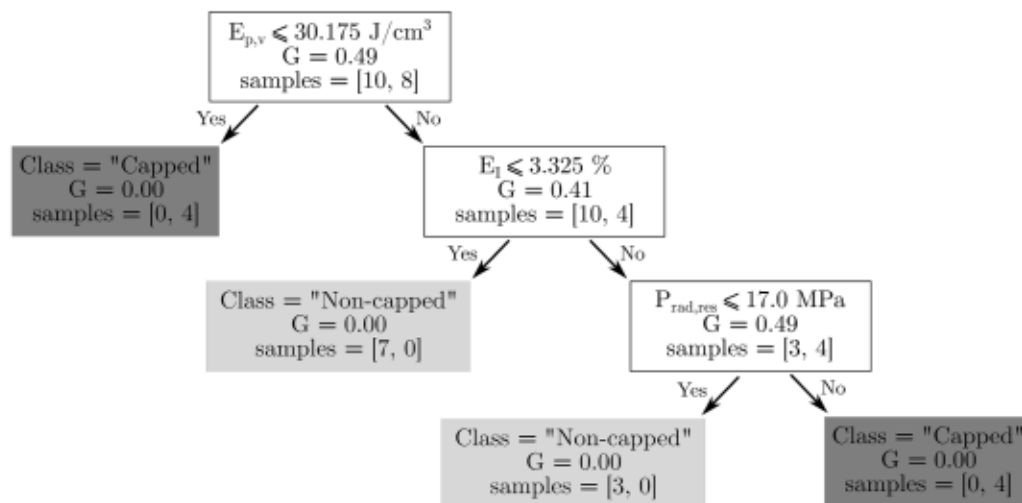 E_p,v ⩽ 30.175 J/cm³
G = 0.49
samples = [10, 8]
Yes
No
Class = "Capped"
G = 0.00
samples = [0, 4]
E_I ⩽ 3.325 %
G = 0.41
samples = [10, 4]
Yes
No
Class = "Non-capped"
G = 0.00
samples = [7, 0]
P_rad,res ⩽ 17.0 MPa
G = 0.49
samples = [3, 4]
Yes
No
Class = "Non-capped"
G = 0.00
samples = [3, 0]
Class = "Capped"
G = 0.00
samples = [0, 4]